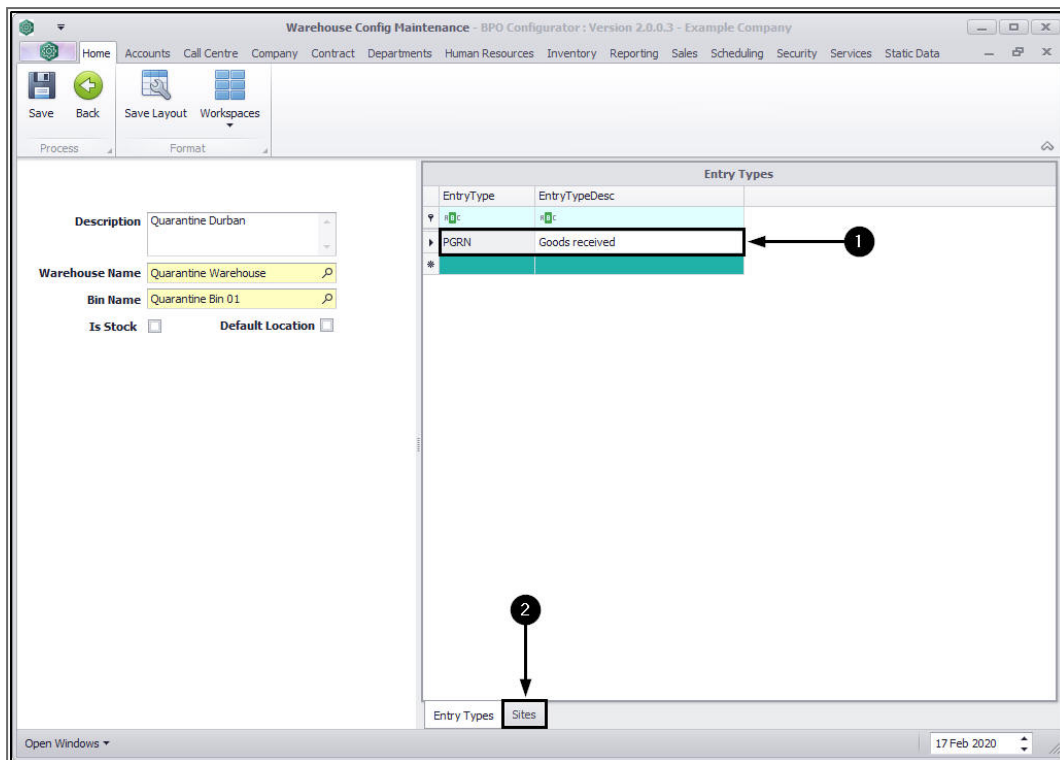 Warehouse Config Maintenance - BPO Configurator : Version 2.0.0.3 - Example Company
Home Accounts Call Centre Company Contract Departments Human Resources Inventory Reporting Sales Scheduling Security Services Static Data
Save Back Save Layout Workspaces
Process Format
Entry Types
EntryType EntryTypeDesc
Description Quarantine Durban
PGRN Goods received
1
Warehouse Name Quarantine Warehouse
Bin Name Quarantine Bin 01
Is Stock Default Location
2
Entry Types Sites
Open Windows 17 Feb 2020